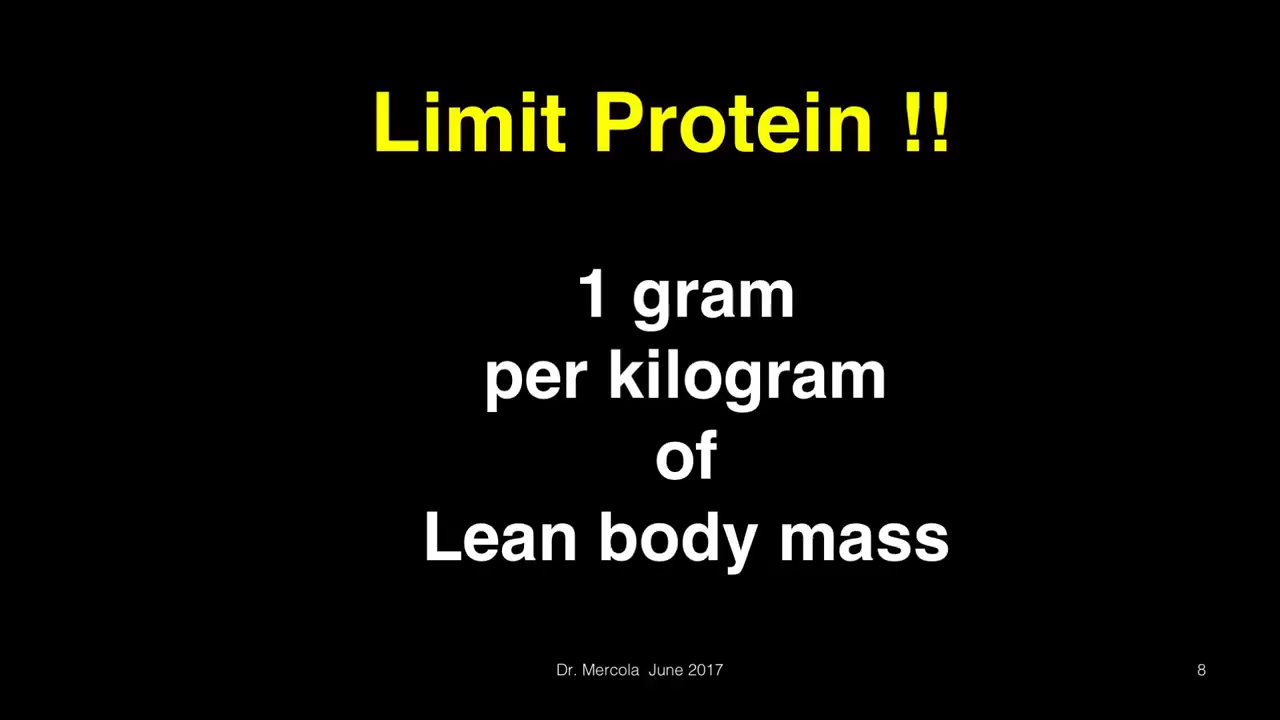 Limit Protein !!
1 gram
per kilogram
of
Lean body mass
Dr. Mercola  June 2017
8